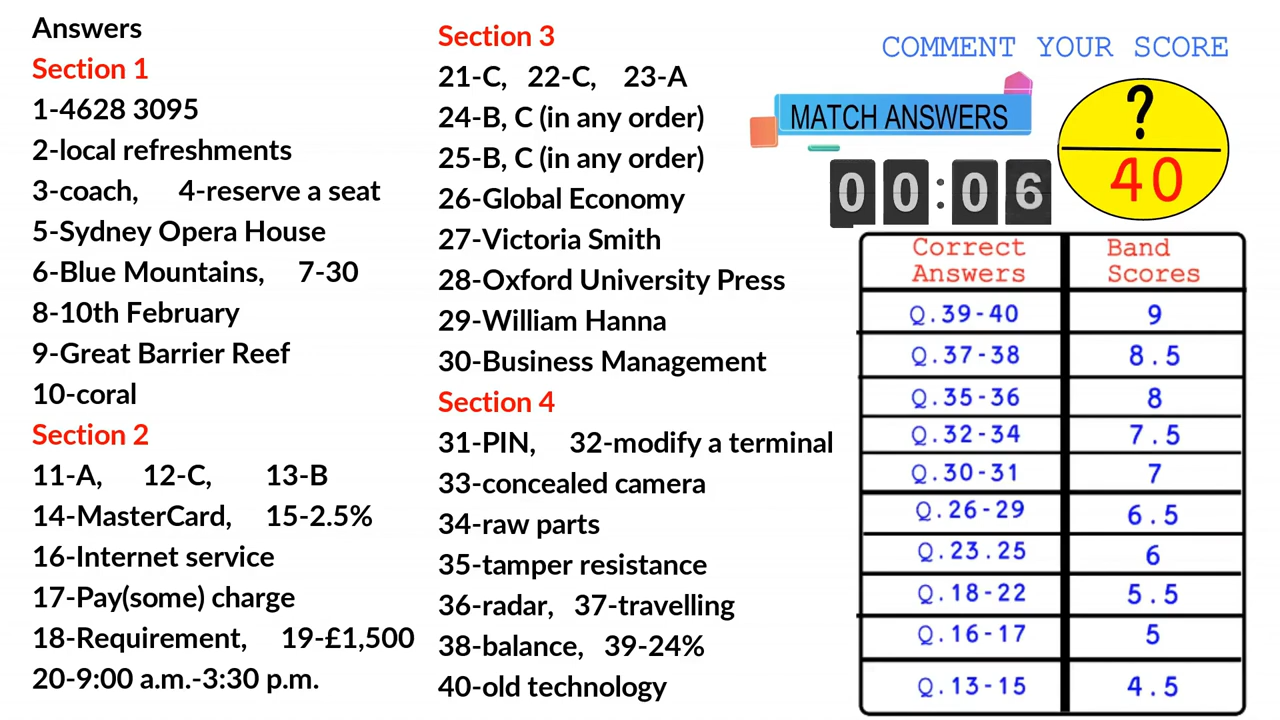 Answers
Section 1
1-4628 3095
2-local refreshments
3-coach, 4-reserve a seat
5-Sydney Opera House
6-Blue Mountains, 7-30
8-10th February
9-Great Barrier Reef
10-coral
Section 2
11-A, 12-C, 13-B
14-MasterCard, 15-2.5%
16-Internet service
17-Pay(some) charge
18-Requirement, 19-£1,500
20-9:00 a.m.-3:30 p.m.
Section 3
21-C, 22-C, 23-A
24-B, C (in any order)
25-B, C (in any order)
26-Global Economy
27-Victoria Smith
28-Oxford University Press
29-William Hanna
30-Business Management
Section 4
31-PIN, 32-modify a terminal
33-concealed camera
34-raw parts
35-tamper resistance
36-radar, 37-travelling
38-balance, 39-24%
40-old technology
COMMENT YOUR SCORE
MATCH ANSWERS
?
40
00:06
Correct Answers Band Scores
Q.39-40 9
Q.37-38 8.5
Q.35-36 8
Q.32-34 7.5
Q.30-31 7
Q.26-29 6.5
Q.23.25 6
Q.18-22 5.5
Q.16-17 5
Q.13-15 4.5